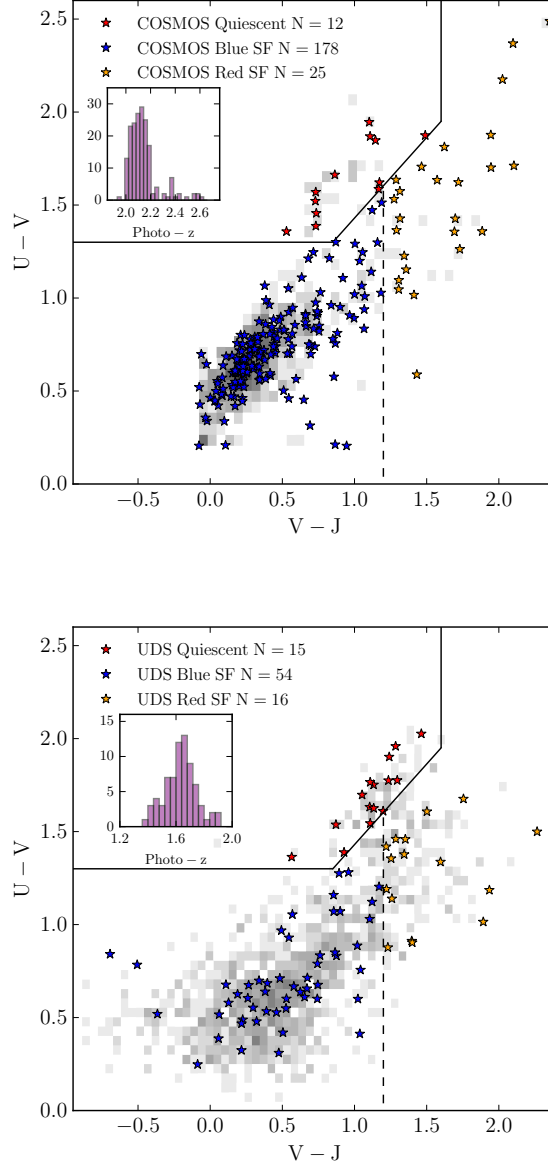 COSMOS Quiescent N = 12
COSMOS Blue SF N = 178
COSMOS Red SF N = 25
2.5
2.0
1.5
1.0
0.5
0.0
U − V
30
20
10
0
2.0 2.2 2.4 2.6
Photo − z
−0.5 0.0 0.5 1.0 1.5 2.0
V − J
UDS Quiescent N = 15
UDS Blue SF N = 54
UDS Red SF N = 16
2.5
2.0
1.5
1.0
0.5
0.0
U − V
15
10
5
0
1.2 1.6 2.0
Photo − z
−0.5 0.0 0.5 1.0 1.5 2.0
V − J